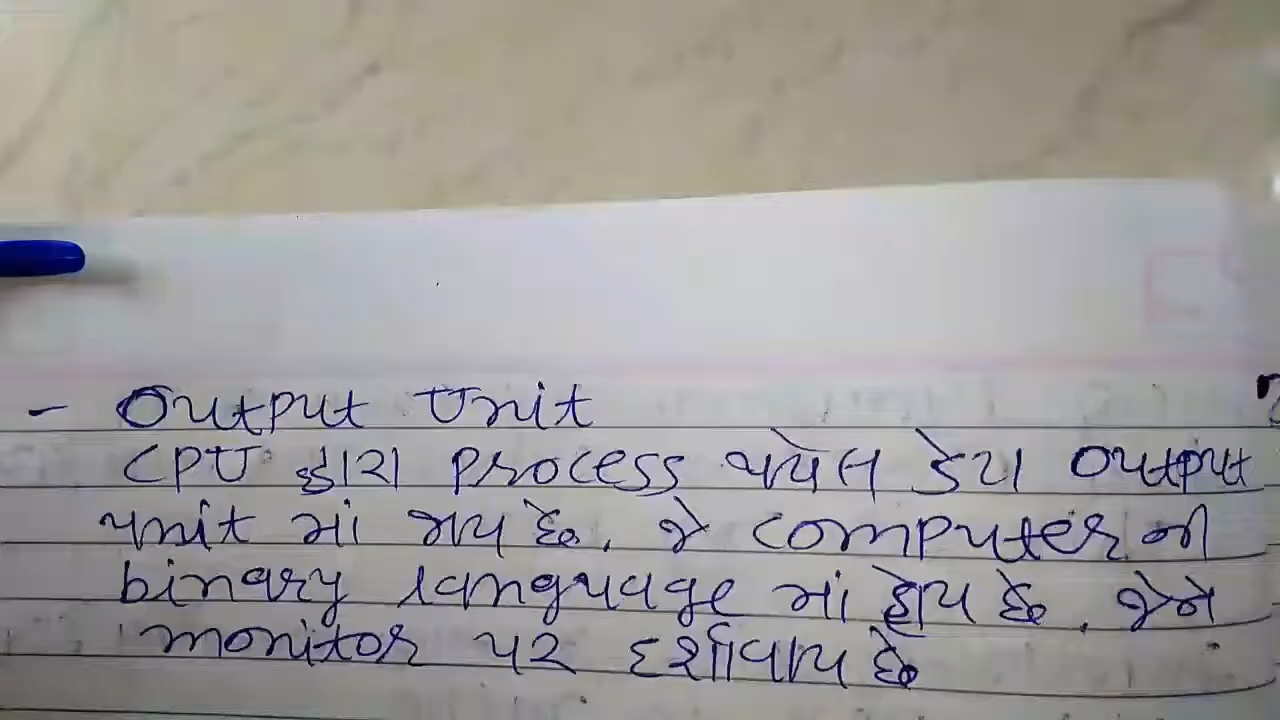 - Output Unit
CPU દ્વારા process થયેલ ડેટા output
unit માં જાય છે. જે computer ની
binary language માં હોય છે. જેને
monitor પર દર્શાવાય છે